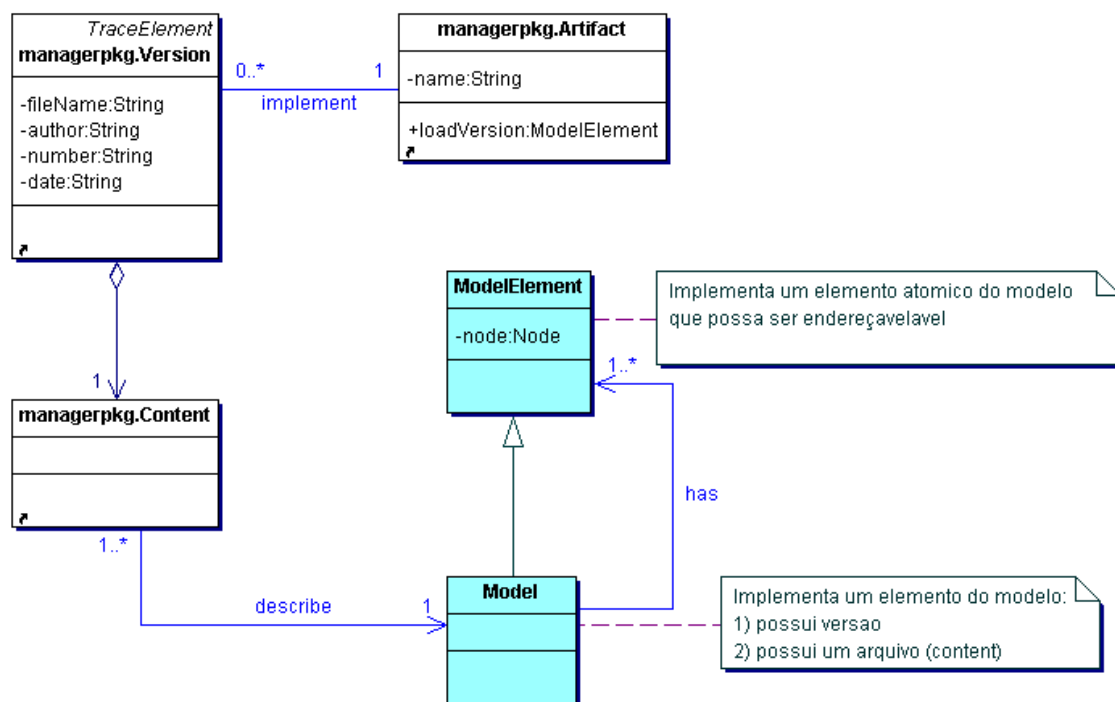 TraceElement
managerpkg.Version
-fileName:String
-author:String
-number:String
-date:String
0..*
1
implement
managerpkg.Artifact
-name:String
+loadVersion:ModelElement
1
managerpkg.Content
ModelElement
-node:Node
Implementa um elemento atomico do modelo
que possa ser endereçavelavel
1..*
has
1..*
describe
1
Model
Implementa um elemento do modelo:
1) possui versao
2) possui um arquivo (content)